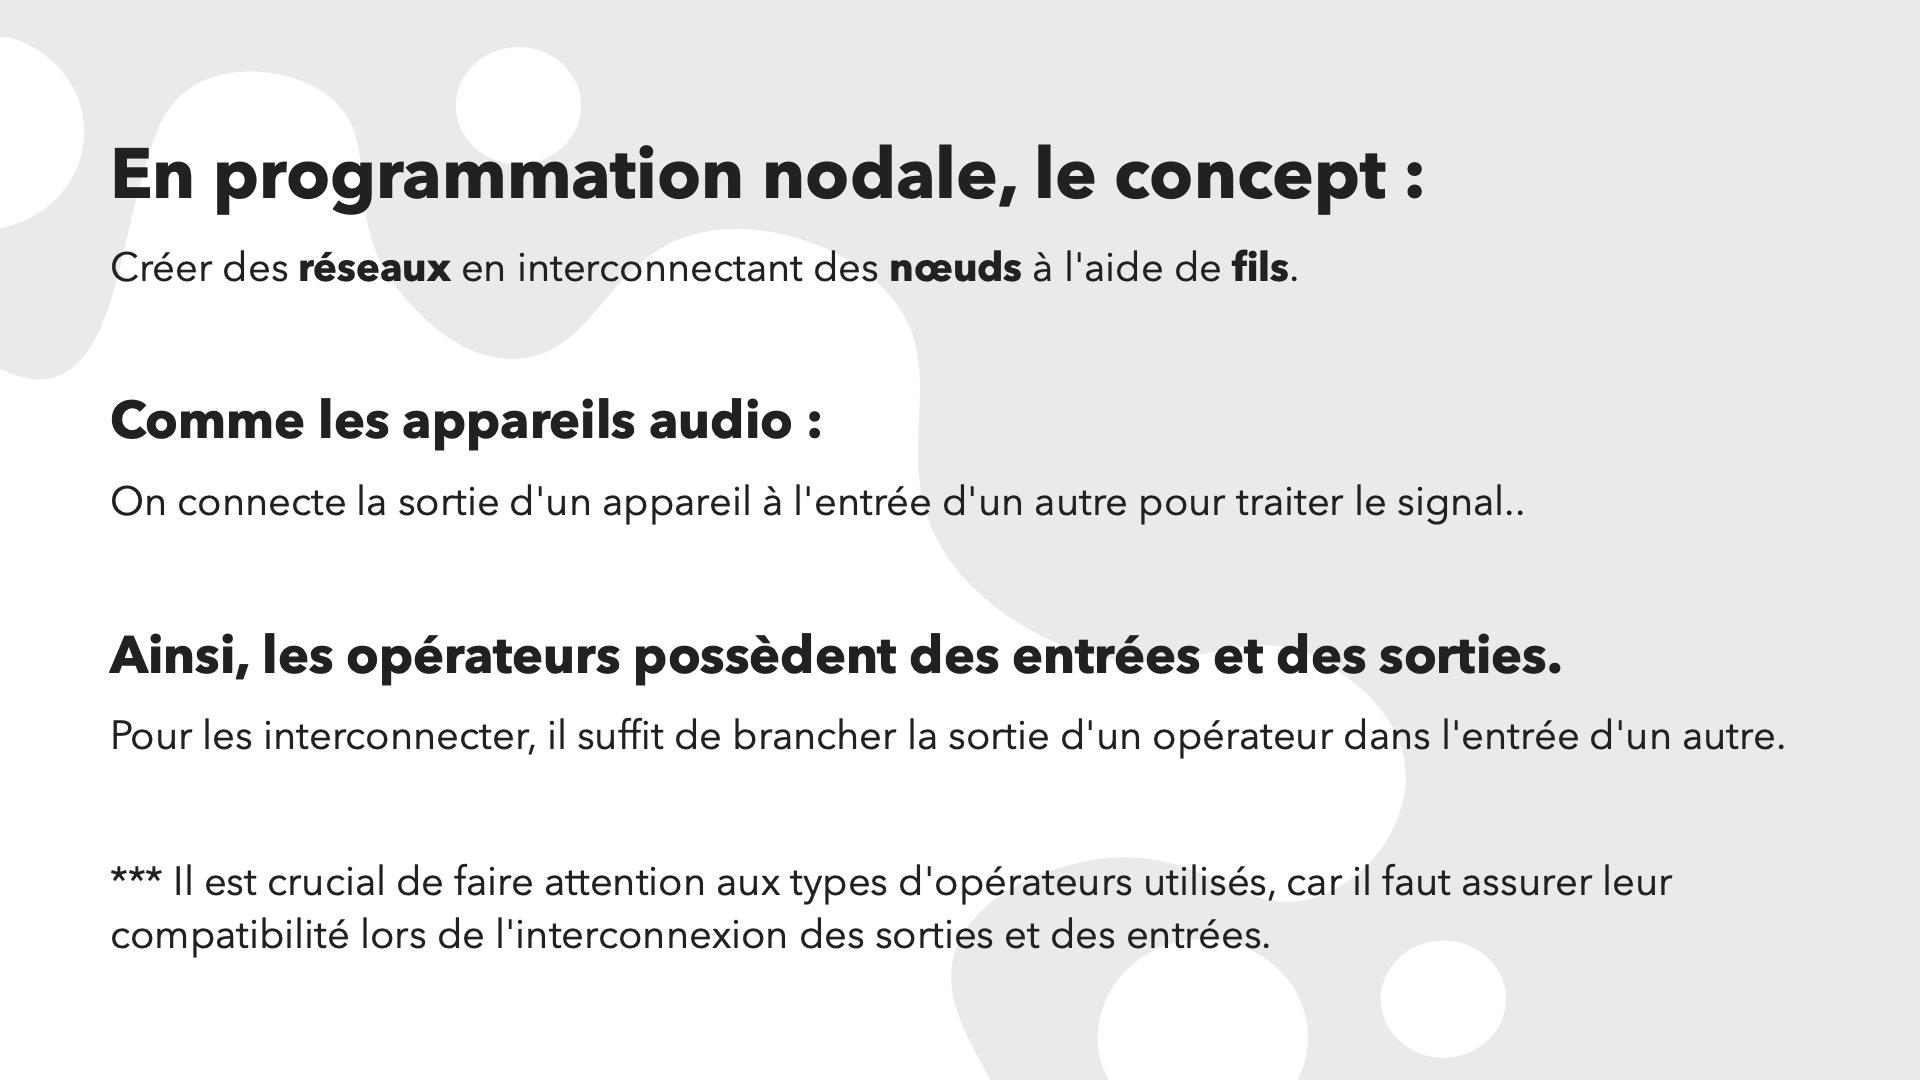 En programmation nodale, le concept :
Créer des réseaux en interconnectant des nœuds à l'aide de fils.
Comme les appareils audio :
On connecte la sortie d'un appareil à l'entrée d'un autre pour traiter le signal..
Ainsi, les opérateurs possèdent des entrées et des sorties.
Pour les interconnecter, il suffit de brancher la sortie d'un opérateur dans l'entrée d'un autre.
*** Il est crucial de faire attention aux types d'opérateurs utilisés, car il faut assurer leur
compatibilité lors de l'interconnexion des sorties et des entrées.